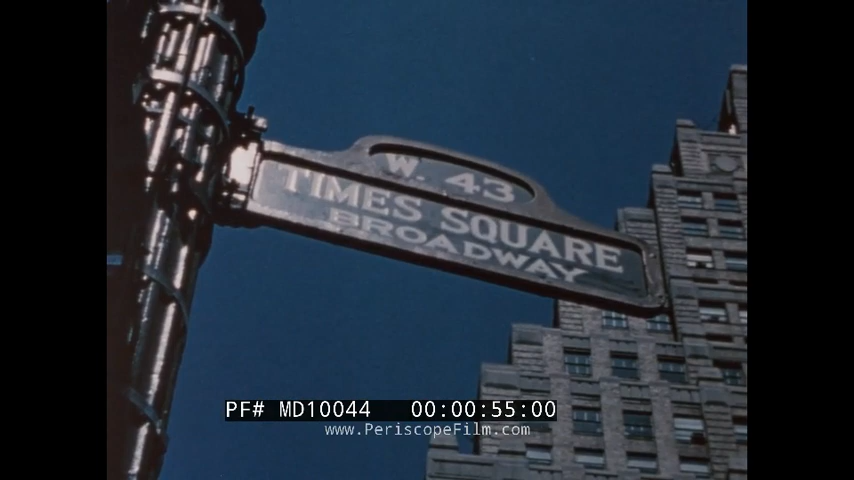 W. 43
TIMES SQUARE
BROADWAY
PF# MD10044 00:00:55:00
www.PeriscopeFilm.com